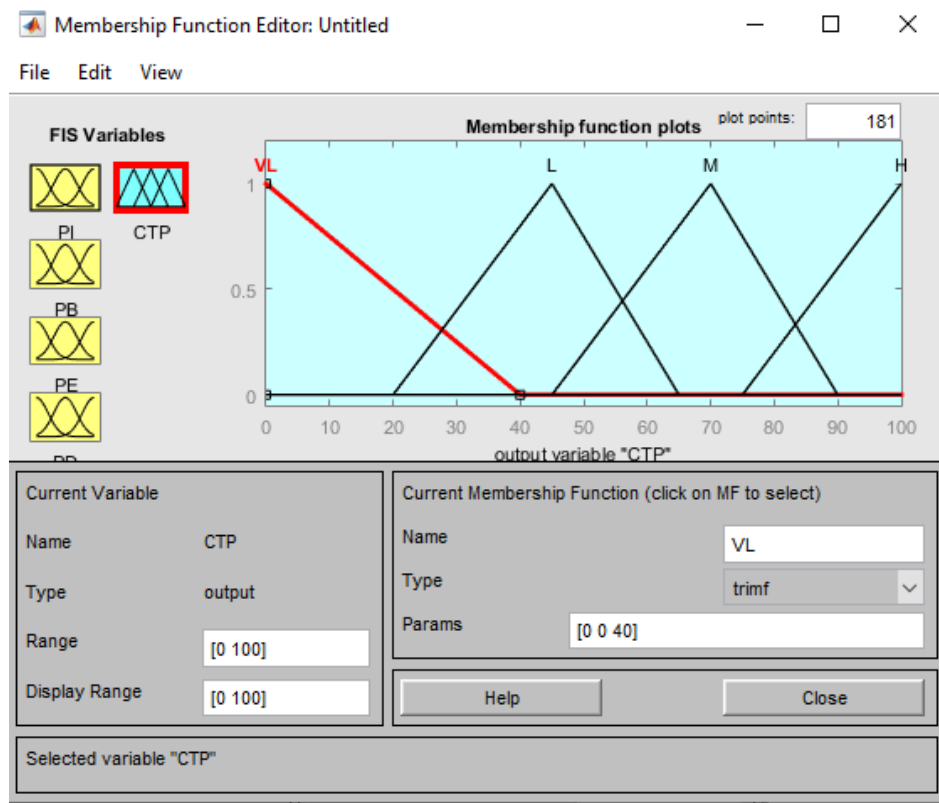 Membership Function Editor: Untitled
File Edit View
FIS Variables
PI
CTP
PB
PE
Membership function plots
plot points: 181
VL L M H
1
0.5
0
0 10 20 30 40 50 60 70 80 90 100
output variable "CTP"
Current Variable
Name CTP
Type output
Range [0 100]
Display Range [0 100]
Current Membership Function (click on MF to select)
Name VL
Type trimf
Params [0 0 40]
Help Close
Selected variable "CTP"